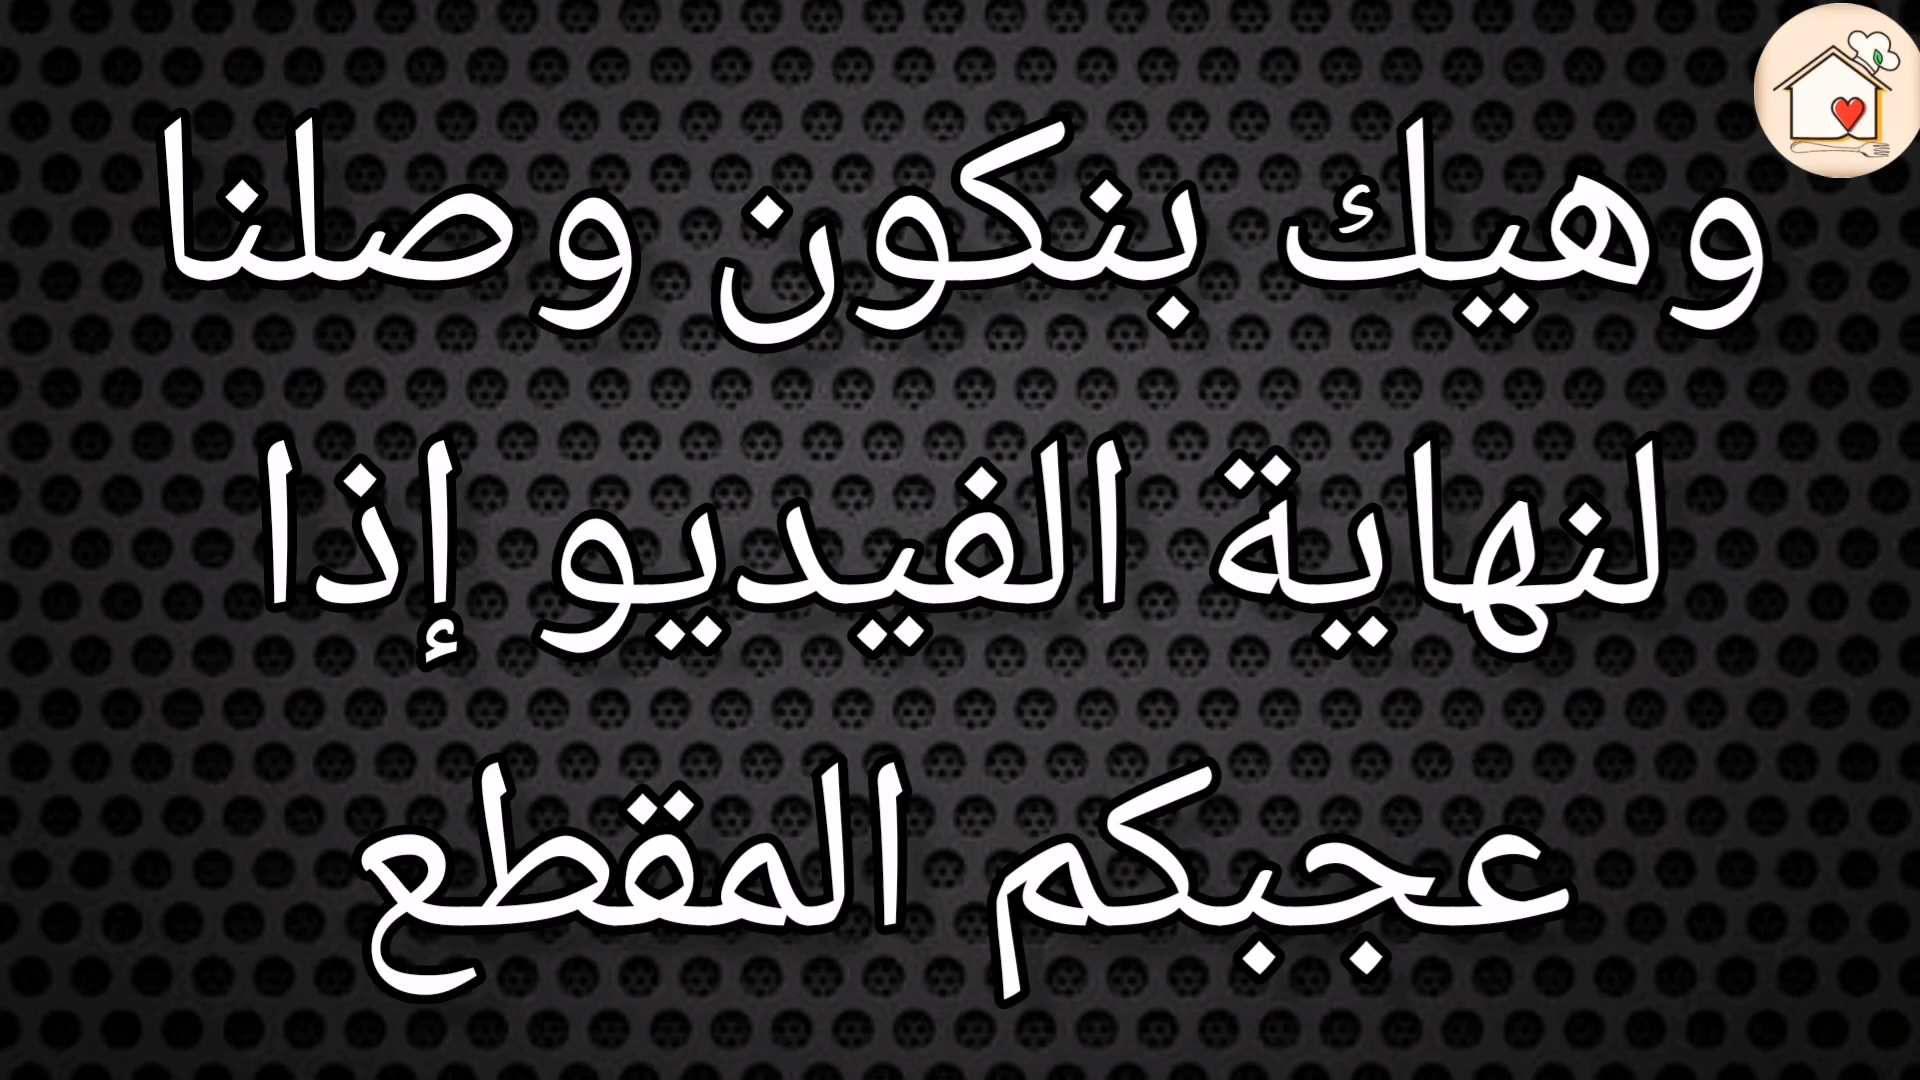 وهيك بنكون وصلنا
لنهاية الفيديو إذا
عجبكم المقطع